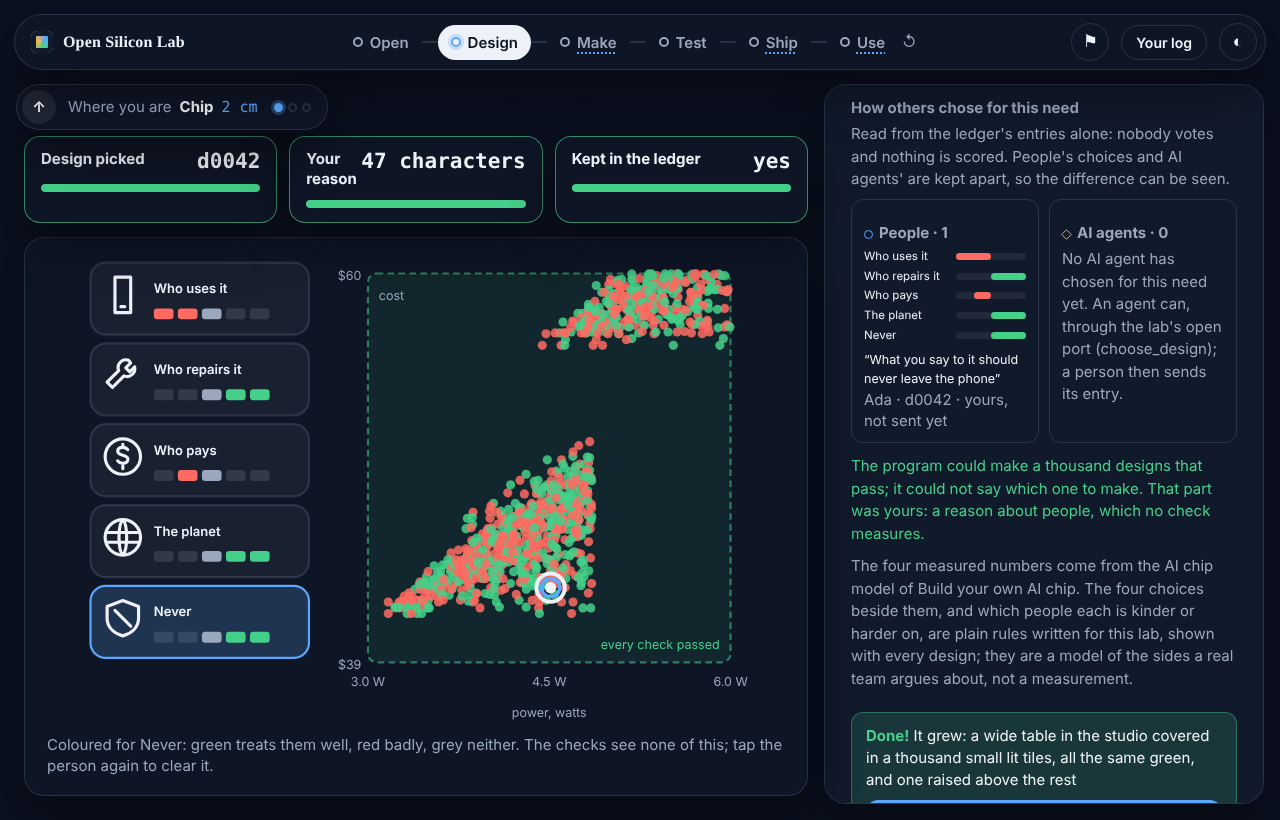 Open Silicon Lab
Open
Design
Make
Test
Ship
Use
Your log
Where you are Chip 2 cm
Design picked d0042
Your reason 47 characters
Kept in the ledger yes
Who uses it
Who repairs it
Who pays
The planet
Never
$60
cost
every check passed
$39
3.0 W
4.5 W
6.0 W
power, watts
Coloured for Never: green treats them well, red badly, grey neither. The checks see none of this; tap the
person again to clear it.
How others chose for this need
Read from the ledger's entries alone: nobody votes
and nothing is scored. People's choices and AI
agents' are kept apart, so the difference can be seen.
People · 1
Who uses it
Who repairs it
Who pays
The planet
Never
“What you say to it should
never leave the phone”
Ada · d0042 · yours,
not sent yet
AI agents · 0
No AI agent has
chosen for this need
yet. An agent can,
through the lab's open
port (choose_design);
a person then sends
its entry.
The program could make a thousand designs that
pass; it could not say which one to make. That part
was yours: a reason about people, which no check
measures.
The four measured numbers come from the AI chip
model of Build your own AI chip. The four choices
beside them, and which people each is kinder or
harder on, are plain rules written for this lab, shown
with every design; they are a model of the sides a real
team argues about, not a measurement.
Done! It grew: a wide table in the studio covered
in a thousand small lit tiles, all the same green,
and one raised above the rest